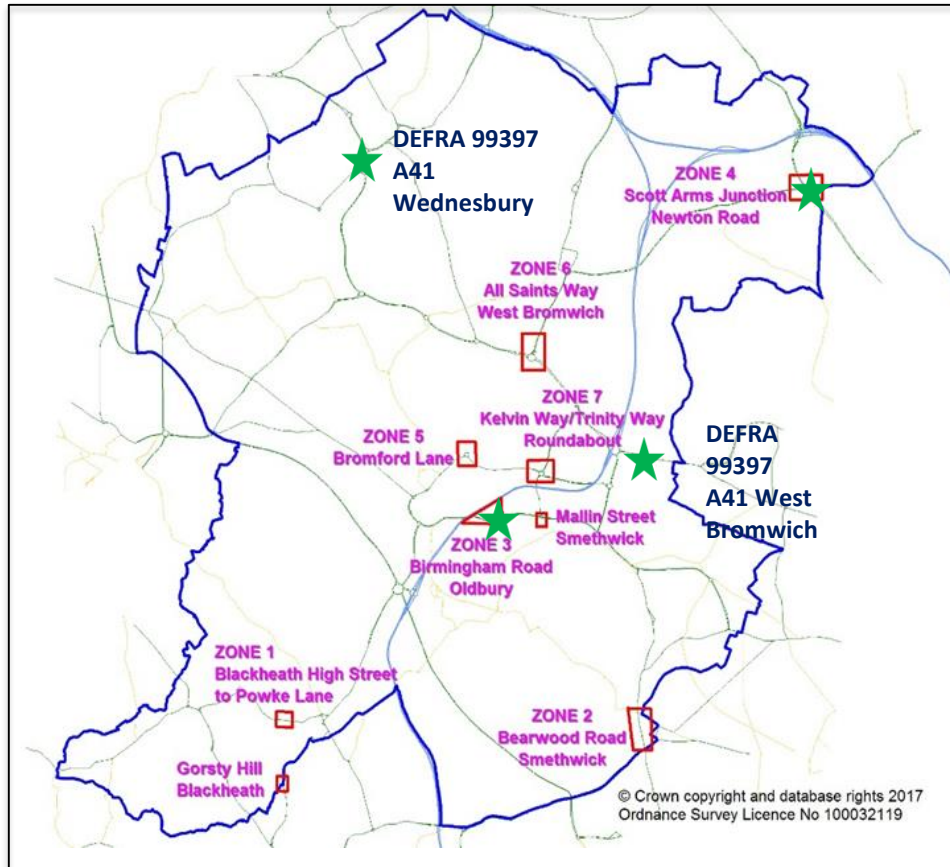 DEFRA 99397
A41
Wednesbury
ZONE 4
Scott Arms Junction
Newton Road
ZONE 6
All Saints Way
West Bromwich
ZONE 7
Kelvin Way/Trinity Way
Roundabout
ZONE 5
Bromford Lane
DEFRA
99397
A41 West
Bromwich
Mallin Street
Smethwick
ZONE 3
Birmingham Road
Oldbury
ZONE 1
Blackheath High Street
to Powke Lane
ZONE 2
Bearwood Road
Smethwick
Gorsty Hill
Blackheath
© Crown copyright and database rights 2017
Ordnance Survey Licence No 100032119